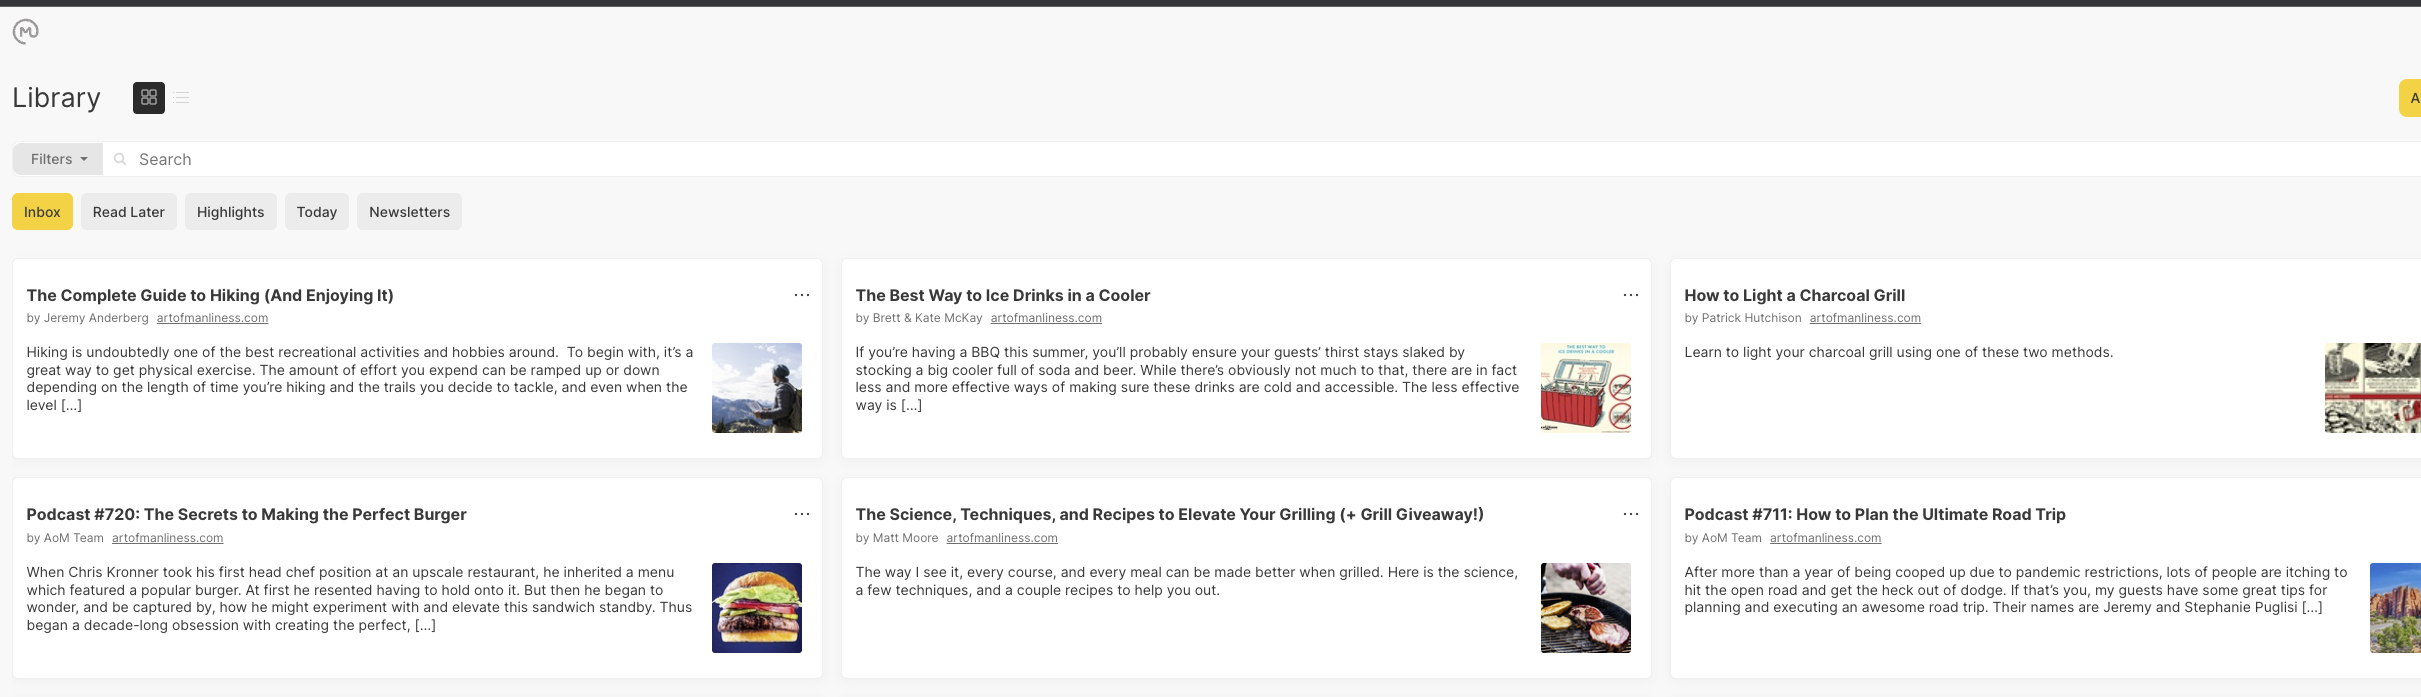 Library
A
Filters
Search
Inbox
Read Later
Highlights
Today
Newsletters
The Complete Guide to Hiking (And Enjoying It)
by Jeremy Anderberg artofmanliness.com
Hiking is undoubtedly one of the best recreational activities and hobbies around.  To begin with, it’s a
great way to get physical exercise. The amount of effort you expend can be ramped up or down
depending on the length of time you’re hiking and the trails you decide to tackle, and even when the
level [...]
The Best Way to Ice Drinks in a Cooler
by Brett & Kate McKay artofmanliness.com
If you’re having a BBQ this summer, you’ll probably ensure your guests’ thirst stays slaked by
stocking a big cooler full of soda and beer. While there’s obviously not much to that, there are in fact
less and more effective ways of making sure these drinks are cold and accessible. The less effective
way is [...]
THE BEST WAY TO
ICE DRINKS IN A COOLER
How to Light a Charcoal Grill
by Patrick Hutchison artofmanliness.com
Learn to light your charcoal grill using one of these two methods.
Podcast #720: The Secrets to Making the Perfect Burger
by AoM Team artofmanliness.com
When Chris Kronner took his first head chef position at an upscale restaurant, he inherited a menu
which featured a popular burger. At first he resented having to hold onto it. But then he began to
wonder, and be captured by, how he might experiment with and elevate this sandwich standby. Thus
began a decade-long obsession with creating the perfect, [...]
The Science, Techniques, and Recipes to Elevate Your Grilling (+ Grill Giveaway!)
by Matt Moore artofmanliness.com
The way I see it, every course, and every meal can be made better when grilled. Here is the science,
a few techniques, and a couple recipes to help you out.
Podcast #711: How to Plan the Ultimate Road Trip
by AoM Team artofmanliness.com
After more than a year of being cooped up due to pandemic restrictions, lots of people are itching to
hit the open road and get the heck out of dodge. If that’s you, my guests have some great tips for
planning and executing an awesome road trip. Their names are Jeremy and Stephanie Puglisi [...]